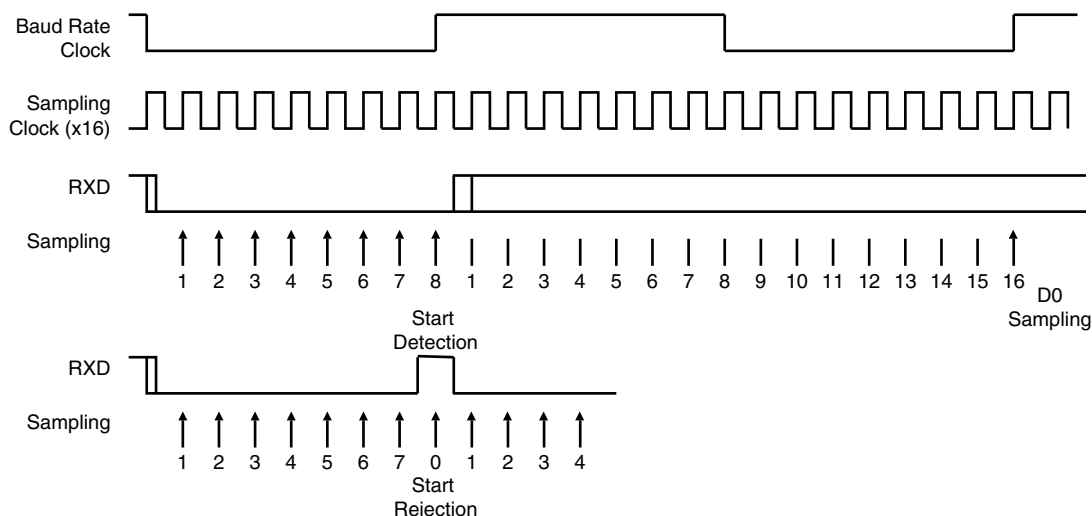 Baud Rate
Clock
Sampling
Clock (x16)
RXD
Sampling
1 2 3 4 5 6 7 8 1 2 3 4 5 6 7 8 9 10 11 12 13 14 15 16
D0
Sampling
Start
Detection
RXD
Sampling
1 2 3 4 5 6 7 0 1 2 3 4
Start
Rejection